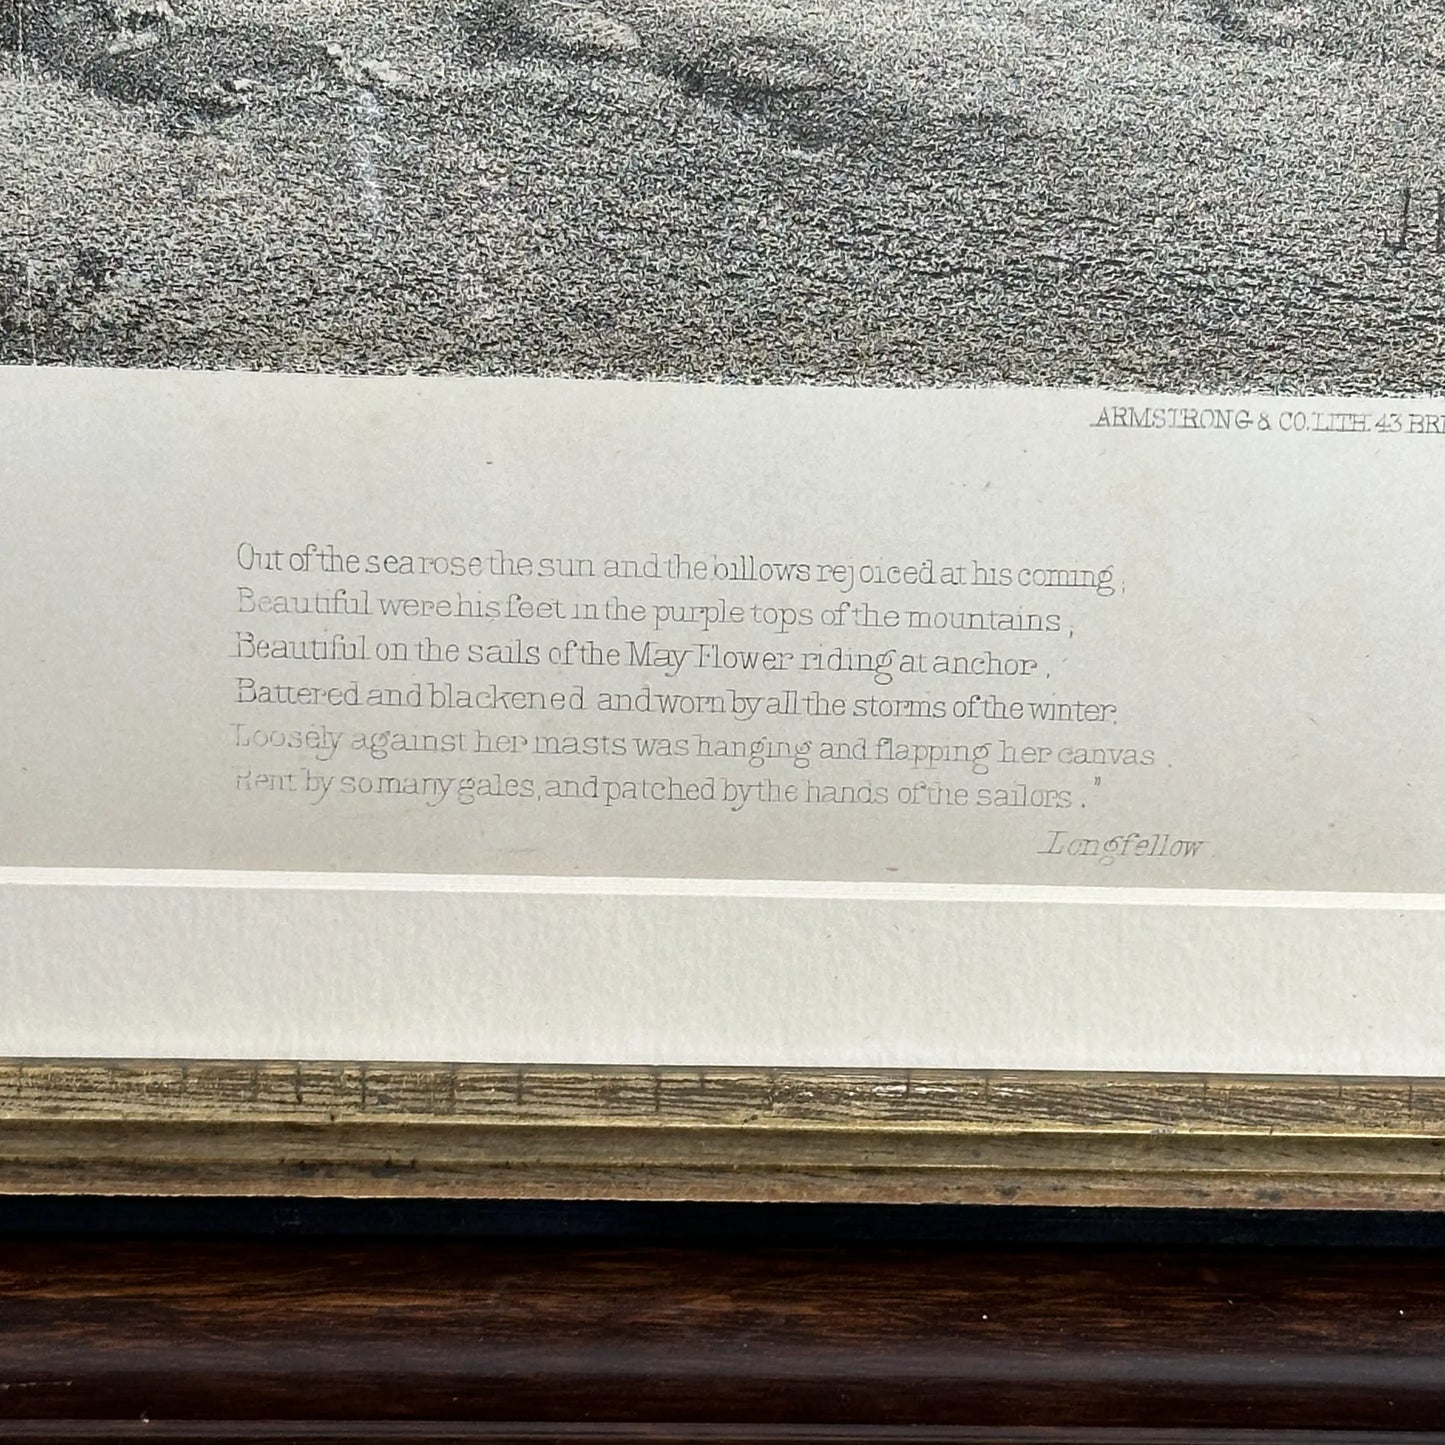 ARMSTRONG & CO. LITH. 43
Out of the sea rose the sun and the billows rejoiced at his coming;
Beautiful were his feet in the purple tops of the mountains;
Beautiful on the sails of the May Flower riding at anchor,
Battered and blackened and worn by all the storms of the winter.
Loosely against her masts was hanging and flapping her canvas.
Rent by so many gales, and patched by the hands of the sailors."
Longfellow